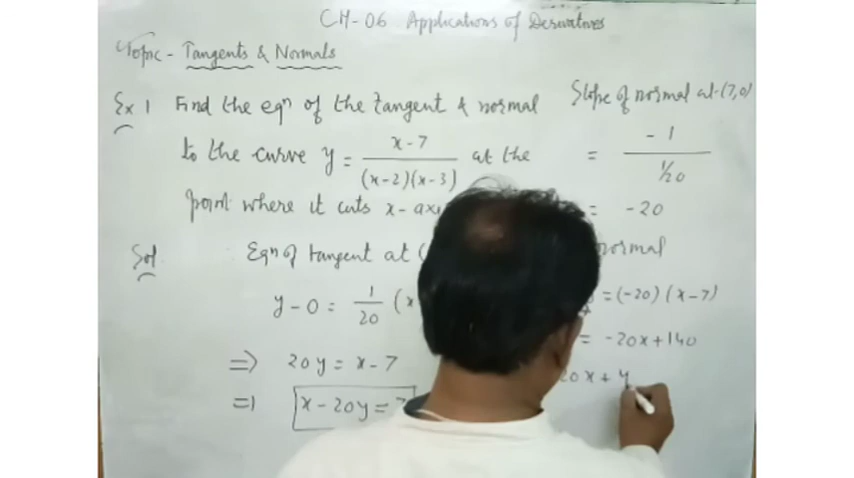 CH-06 Applications of Derivatives
Topic - Tangents & Normals
Ex 1 Find the eqn of the tangent & normal
to the curve y = x-7 / (x-2)(x-3) at the
point where it cuts x-ax
Sol
Eqn of tangent at (
y-0 = 1/20 (x
=> 20y = x-7
=> x-20y = 7
Slope of normal at (7,0)
= -1 / 1/20
= -20
normal
= (-20) (x-7)
= -20x+140
20x + y